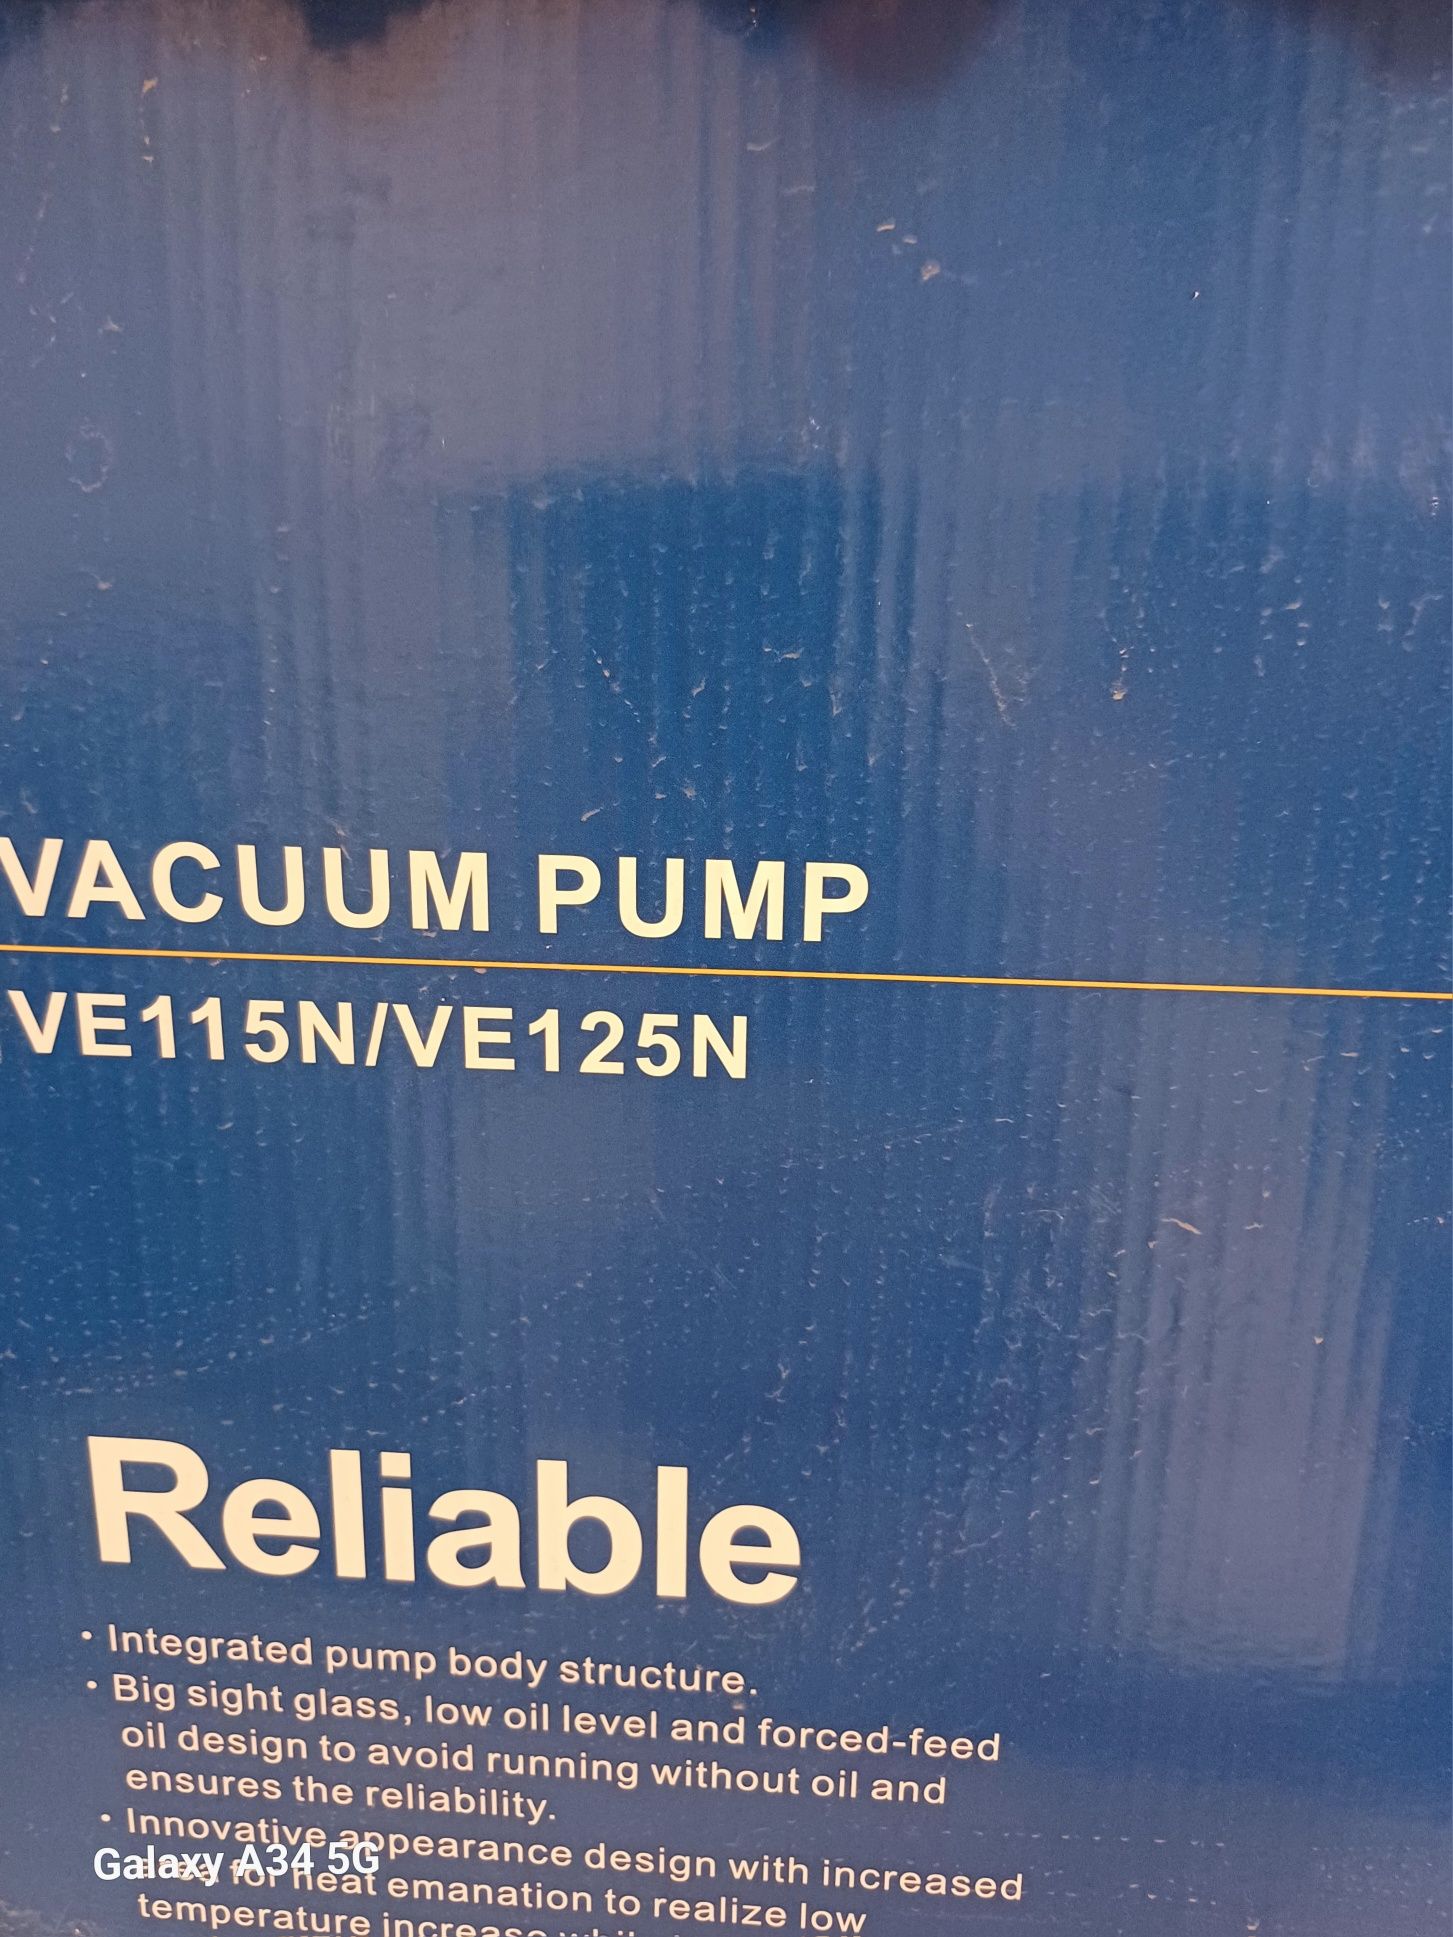 VACUUM PUMP
VE115N/VE125N
Reliable
• Integrated pump body structure.
• Big sight glass, low oil level and forced-feed
oil design to avoid running without oil and
ensures the reliability.
• Innovative appearance design with increased
area for heat emanation to realize low
temperature increase
Galaxy A34 5G